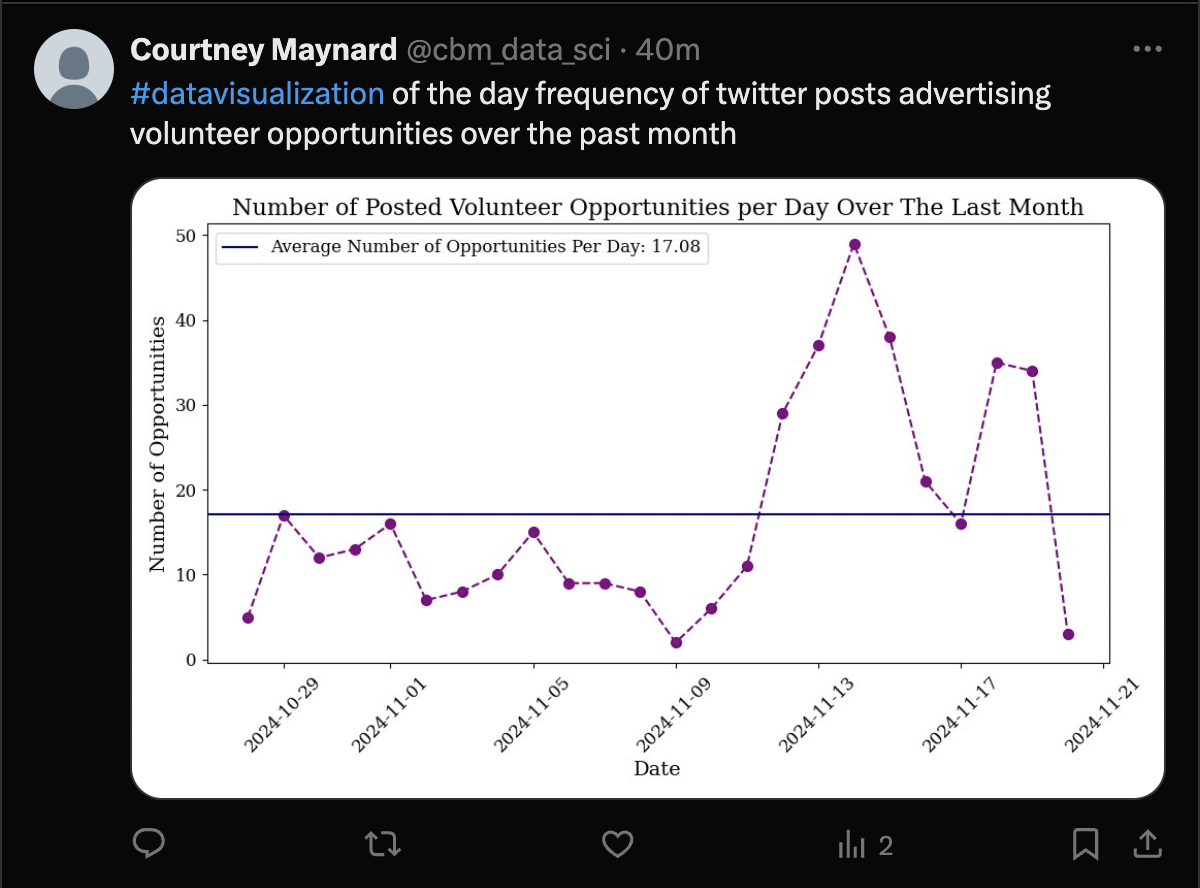 Courtney Maynard @cbm_data_sci · 40m
#datavisualization of the day frequency of twitter posts advertising
volunteer opportunities over the past month
Number of Posted Volunteer Opportunities per Day Over The Last Month
Average Number of Opportunities Per Day: 17.08
Number of Opportunities
50
40
30
20
10
0
2024-10-29
2024-11-01
2024-11-05
2024-11-09
2024-11-13
2024-11-17
2024-11-21
Date
2